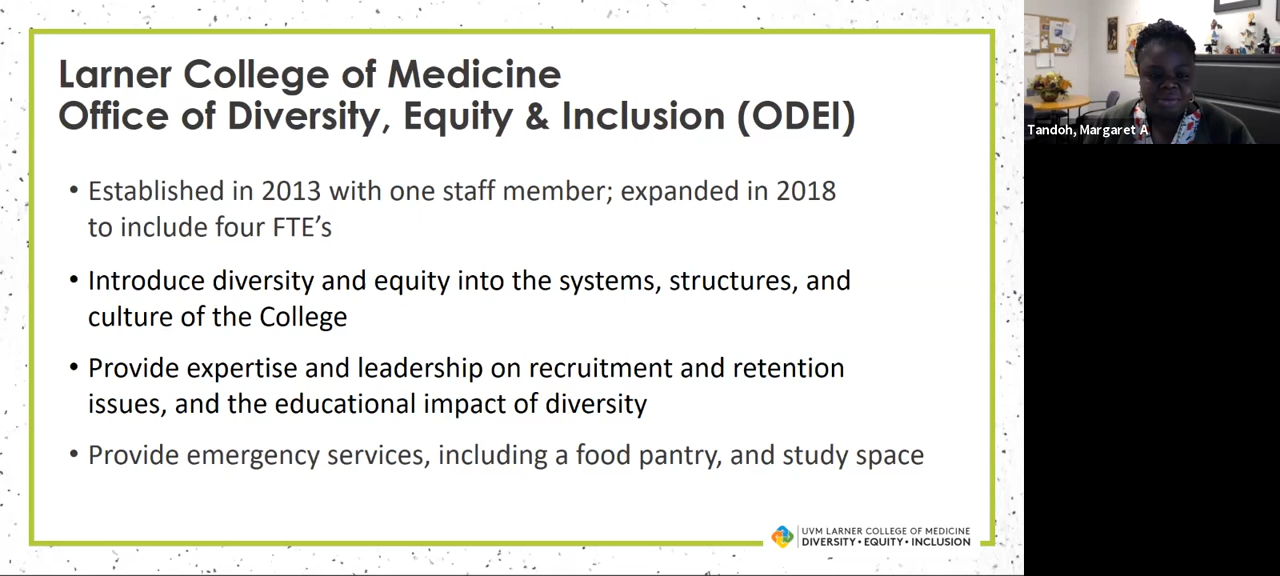 Larner College of Medicine
Office of Diversity, Equity & Inclusion (ODEI)
• Established in 2013 with one staff member; expanded in 2018
to include four FTE’s
• Introduce diversity and equity into the systems, structures, and
culture of the College
• Provide expertise and leadership on recruitment and retention
issues, and the educational impact of diversity
• Provide emergency services, including a food pantry, and study space
UVM LARNER COLLEGE OF MEDICINE
DIVERSITY • EQUITY • INCLUSION
Tandoh, Margaret A